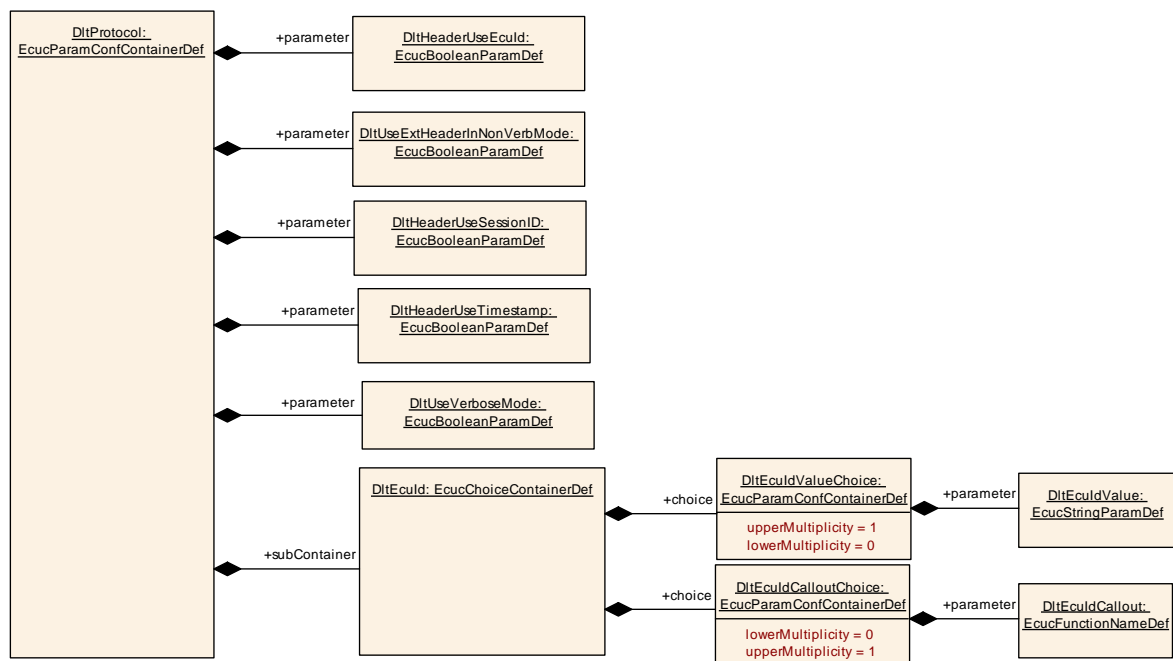 DltProtocol:
EcucParamConfContainerDef
+parameter
DltHeaderUseEcuId:
EcucBooleanParamDef
+parameter
DltUseExtHeaderInNonVerbMode:
EcucBooleanParamDef
+parameter
DltHeaderUseSessionID:
EcucBooleanParamDef
+parameter
DltHeaderUseTimestamp:
EcucBooleanParamDef
+parameter
DltUseVerboseMode:
EcucBooleanParamDef
+subContainer
DltEcuId: EcucChoiceContainerDef
+choice
DltEcuIdValueChoice:
EcucParamConfContainerDef
upperMultiplicity = 1
lowerMultiplicity = 0
+parameter
DltEcuIdValue:
EcucStringParamDef
+choice
DltEcuIdCalloutChoice:
EcucParamConfContainerDef
lowerMultiplicity = 0
upperMultiplicity = 1
+parameter
DltEcuIdCallout:
EcucFunctionNameDef